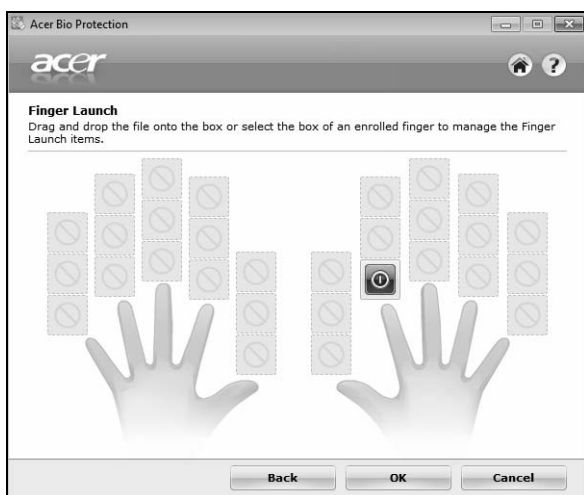 Acer Bio Protection
acer
?
Finger Launch
Drag and drop the file onto the box or select the box of an enrolled finger to manage the Finger
Launch items.
Back OK Cancel